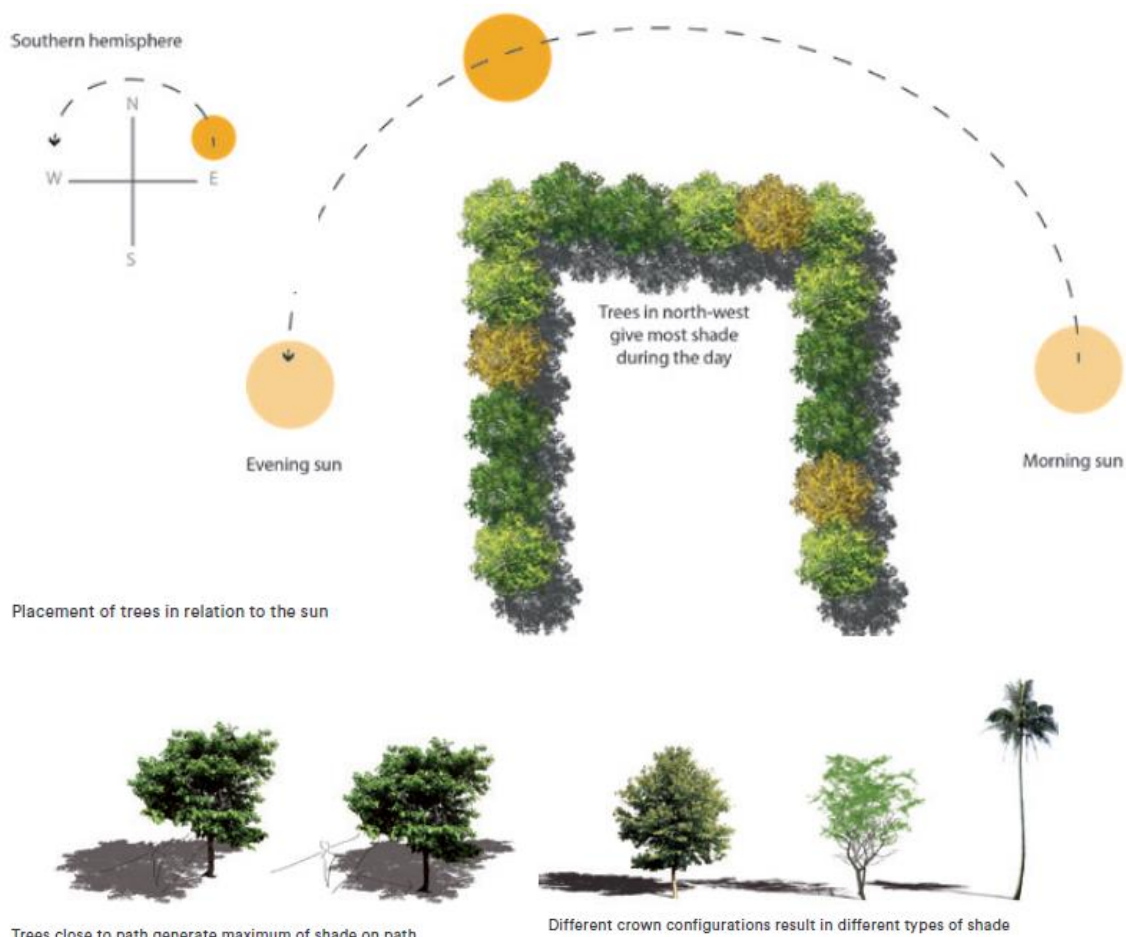 Southern hemisphere
N
W
E
S
Trees in north-west
give most shade
during the day
Evening sun
Morning sun
Placement of trees in relation to the sun
Trees close to path generate maximum of shade on path
Different crown configurations result in different types of shade